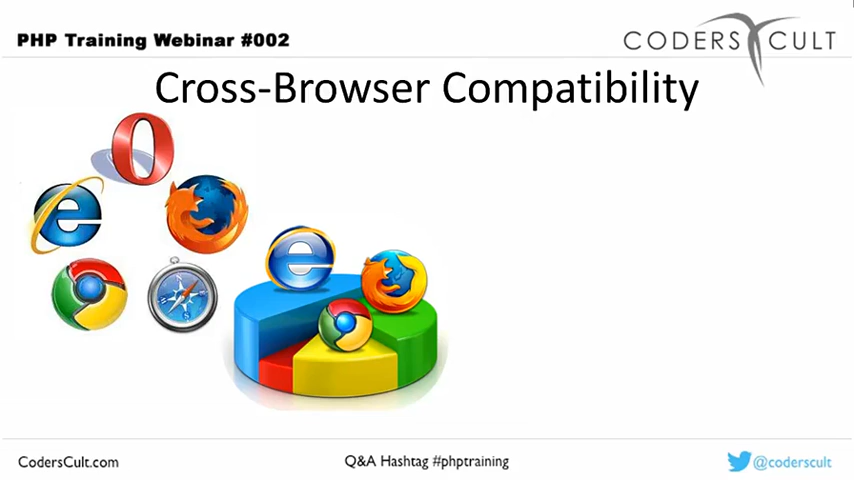 PHP Training Webinar #002
CODERS CULT
Cross-Browser Compatibility
CodersCult.com
Q&A Hashtag #phptraining
@coderscult